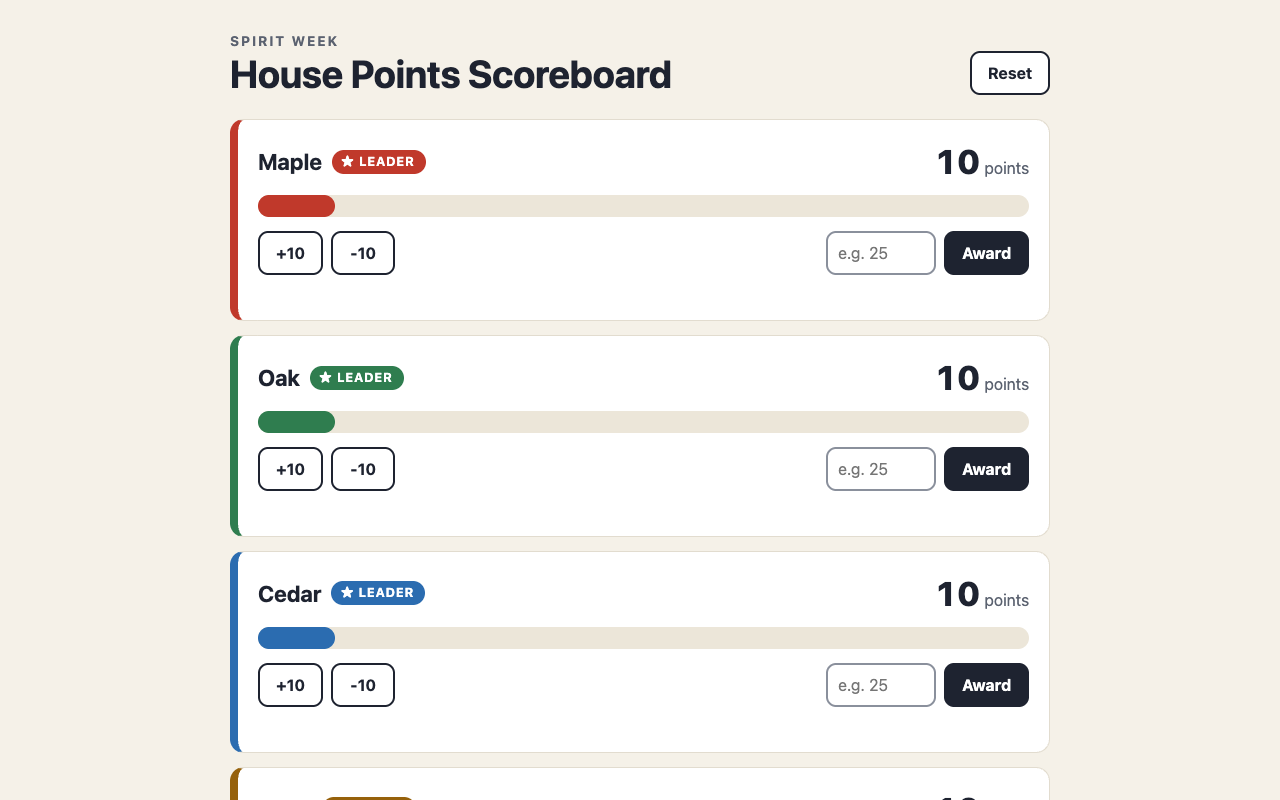 SPIRIT WEEK
House Points Scoreboard
Reset
Maple
LEADER
10 points
+10
-10
e.g. 25
Award
Oak
LEADER
10 points
+10
-10
e.g. 25
Award
Cedar
LEADER
10 points
+10
-10
e.g. 25
Award